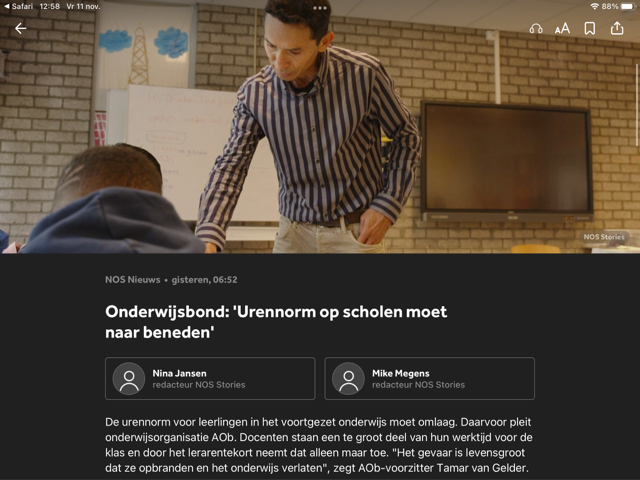 Safari 12:58 Vr 11 nov. 88%
AA
NOS Stories
NOS Nieuws • gisteren, 06:52
Onderwijsbond: 'Urennorm op scholen moet
naar beneden'
Nina Jansen
redacteur NOS Stories
Mike Megens
redacteur NOS Stories
De urennorm voor leerlingen in het voortgezet onderwijs moet omlaag. Daarvoor pleit
onderwijsorganisatie AOb. Docenten staan een te groot deel van hun werktijd voor de
klas en door het lerarentekort neemt dat alleen maar toe. "Het gevaar is levensgroot
dat ze opbranden en het onderwijs verlaten", zegt AOb-voorzitter Tamar van Gelder.